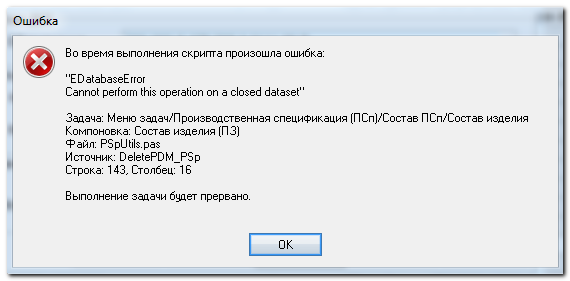 Ошибка
Во время выполнения скрипта произошла ошибка:
"EDatabaseError
Cannot perform this operation on a closed dataset"
Задача: Меню задач/Производственная спецификация (ПСп)/Состав ПСп/Состав изделия
Компоновка: Состав изделия (ПЗ)
Файл: PSpUtils.pas
Источник: DeletePDM_PSp
Строка: 143, Столбец: 16
Выполнение задачи будет прервано.
OK